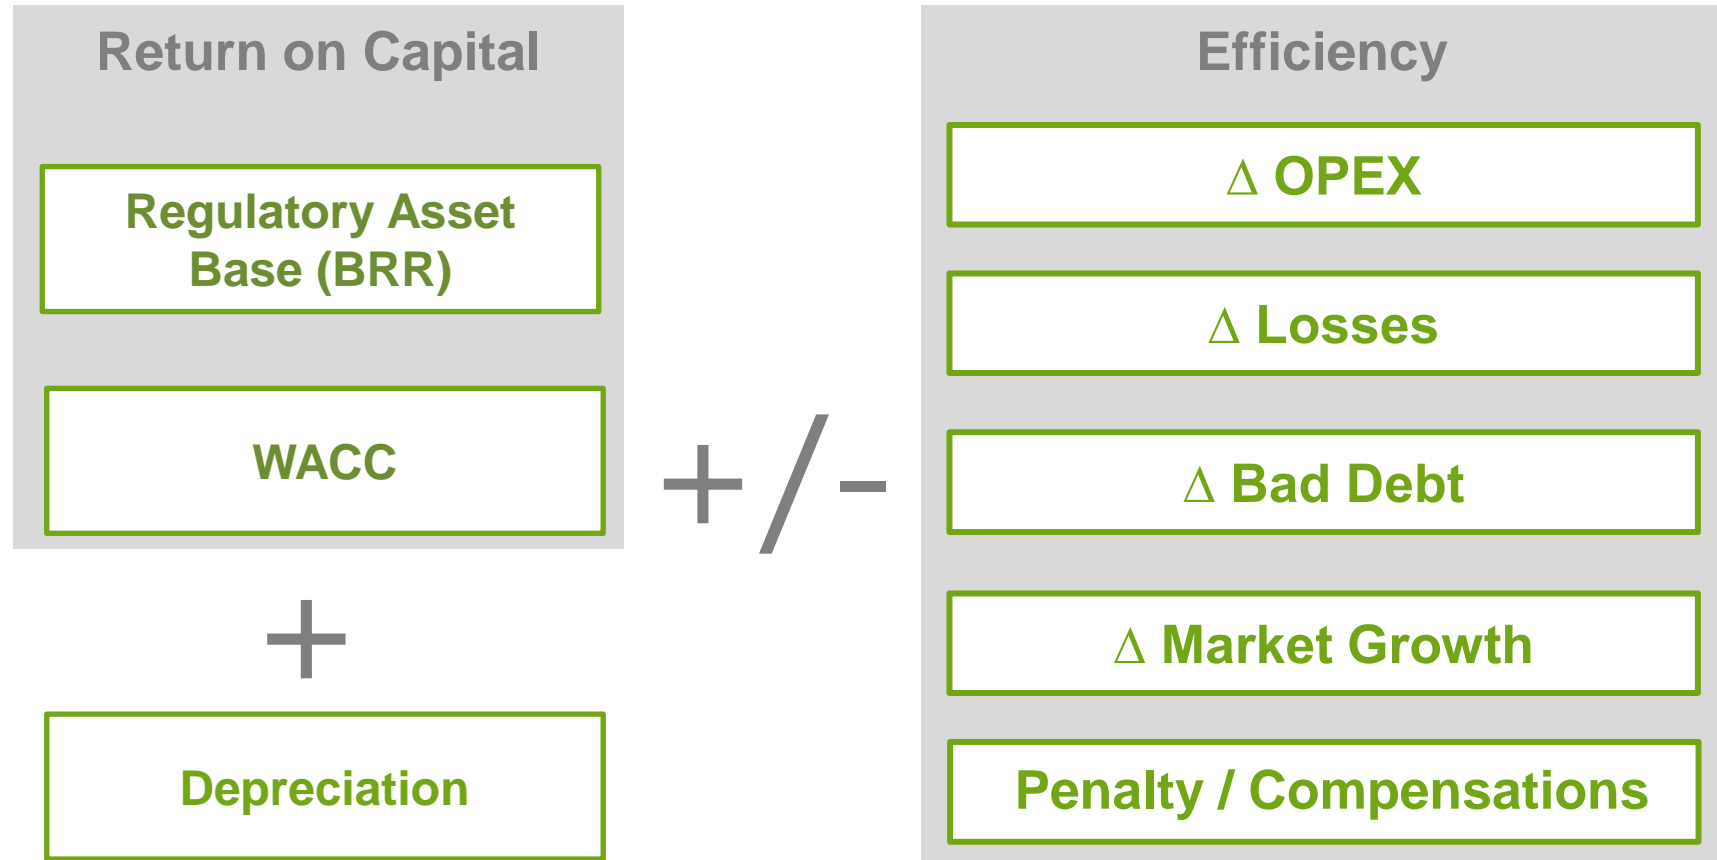 Return on Capital
Regulatory Asset
Base (BRR)
WACC
+
Depreciation
+/-
Efficiency
Δ OPEX
Δ Losses
Δ Bad Debt
Δ Market Growth
Penalty / Compensations